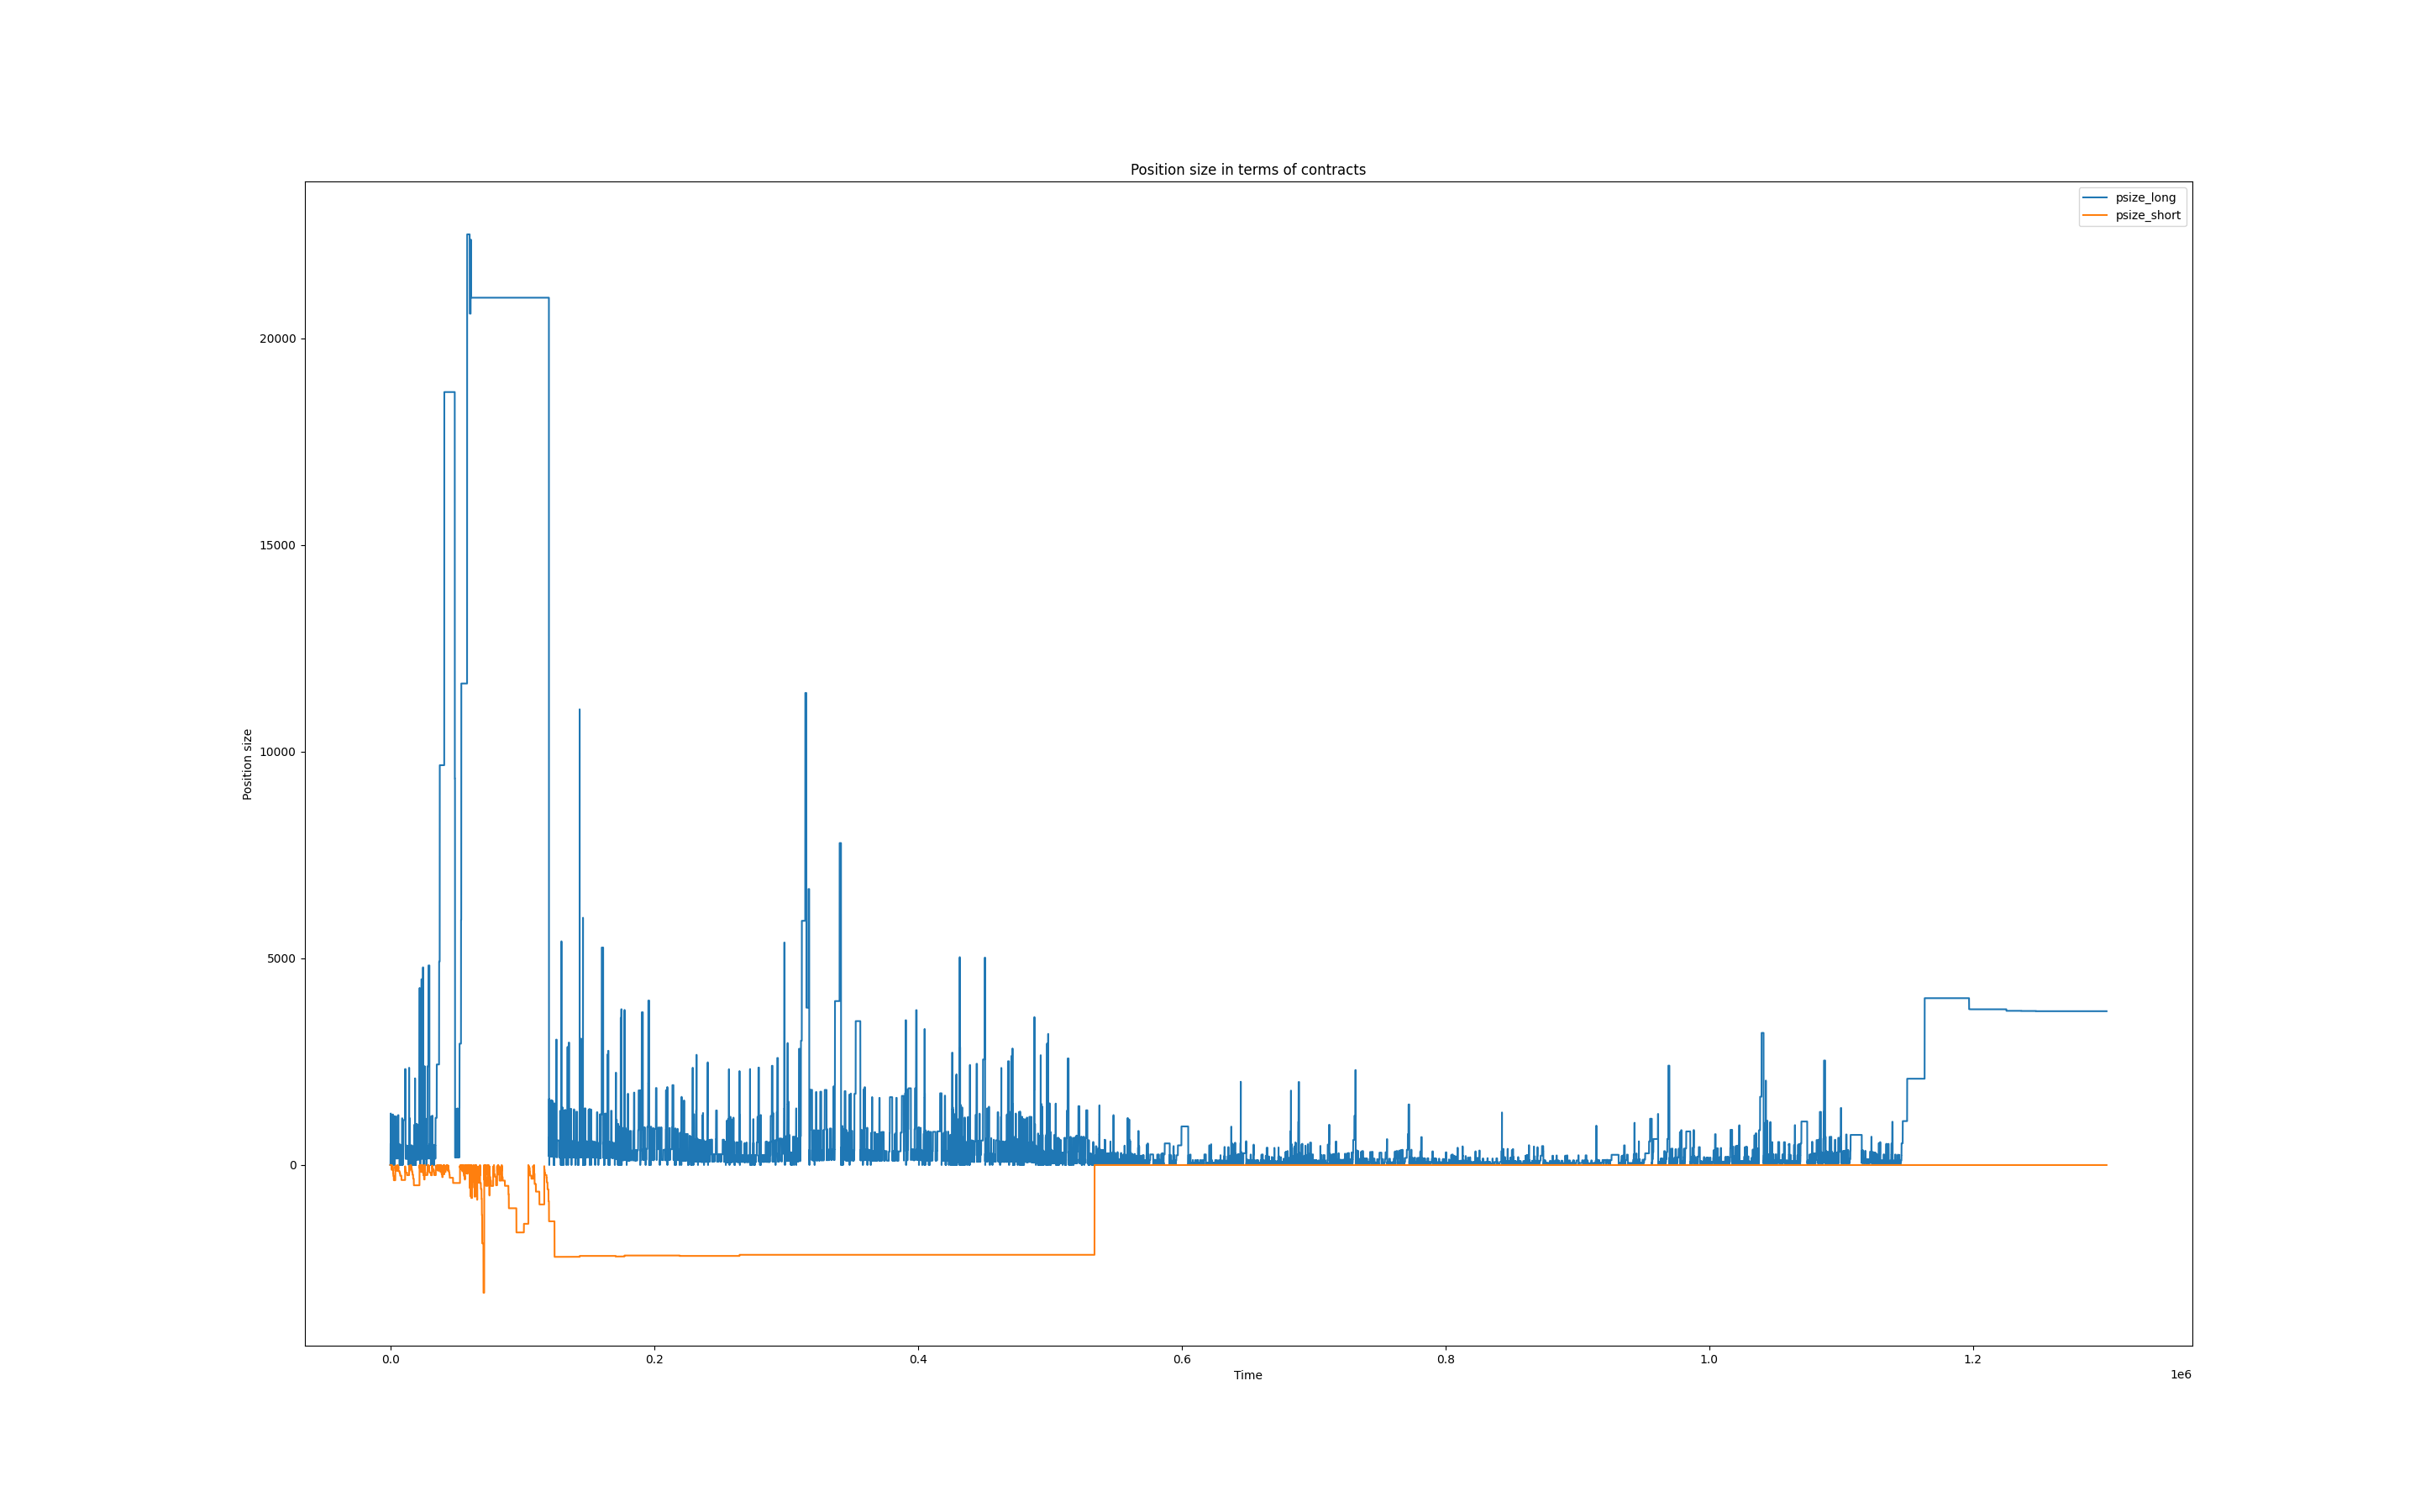 Position size in terms of contracts
psize_long
psize_short
Position size
20000
15000
10000
5000
0
0.0 0.2 0.4 0.6 0.8 1.0 1.2
Time
1e6